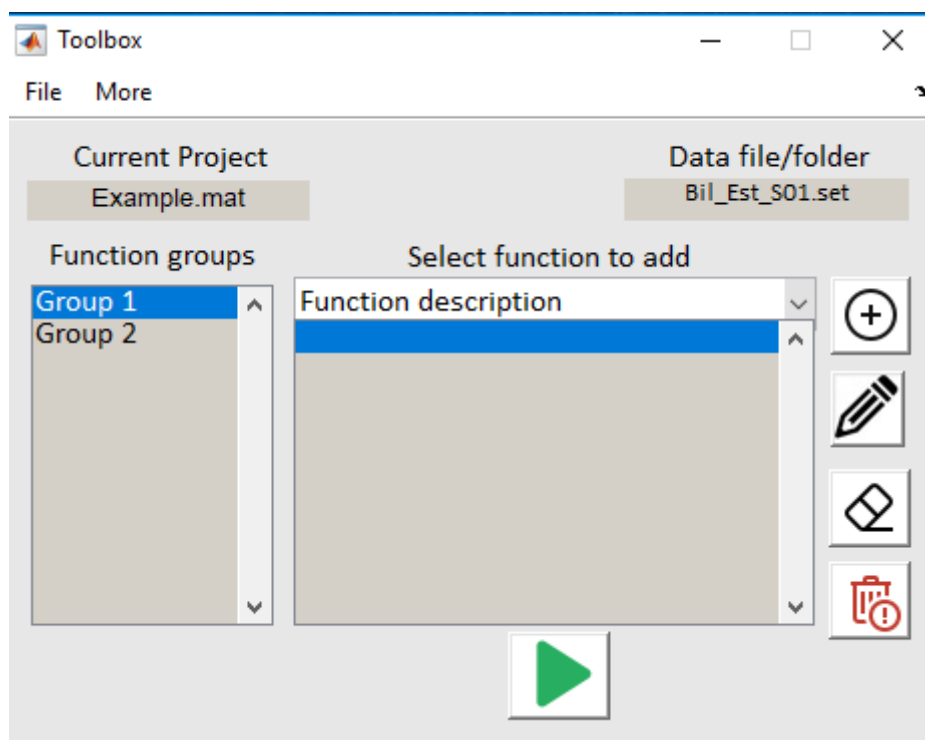 Toolbox
File More
Current Project
Data file/folder
Example.mat
Bil_Est_S01.set
Function groups
Select function to add
Group 1
Function description
Group 2